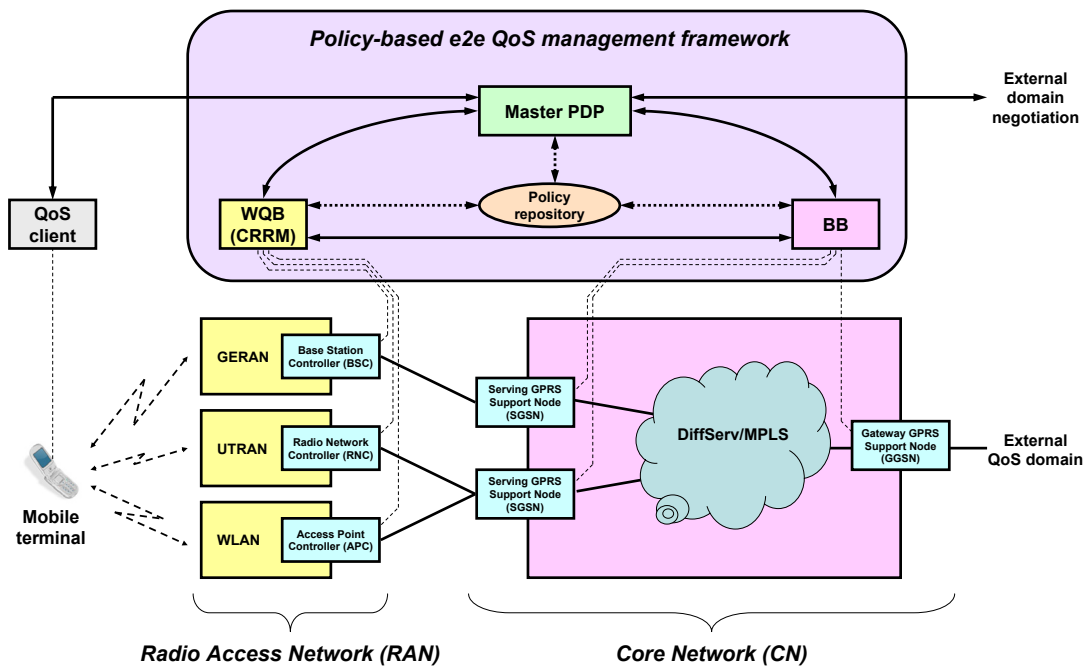 Policy-based e2e QoS management framework
Master PDP
External
domain
negotiation
QoS
client
WQB
(CRRM)
Policy
repository
BB
GERAN
Base Station
Controller (BSC)
UTRAN
Radio Network
Controller (RNC)
WLAN
Access Point
Controller (APC)
Serving GPRS
Support Node
(SGSN)
Serving GPRS
Support Node
(SGSN)
DiffServ/MPLS
Gateway GPRS
Support Node
(GGSN)
External
QoS domain
Mobile
terminal
Radio Access Network (RAN)
Core Network (CN)